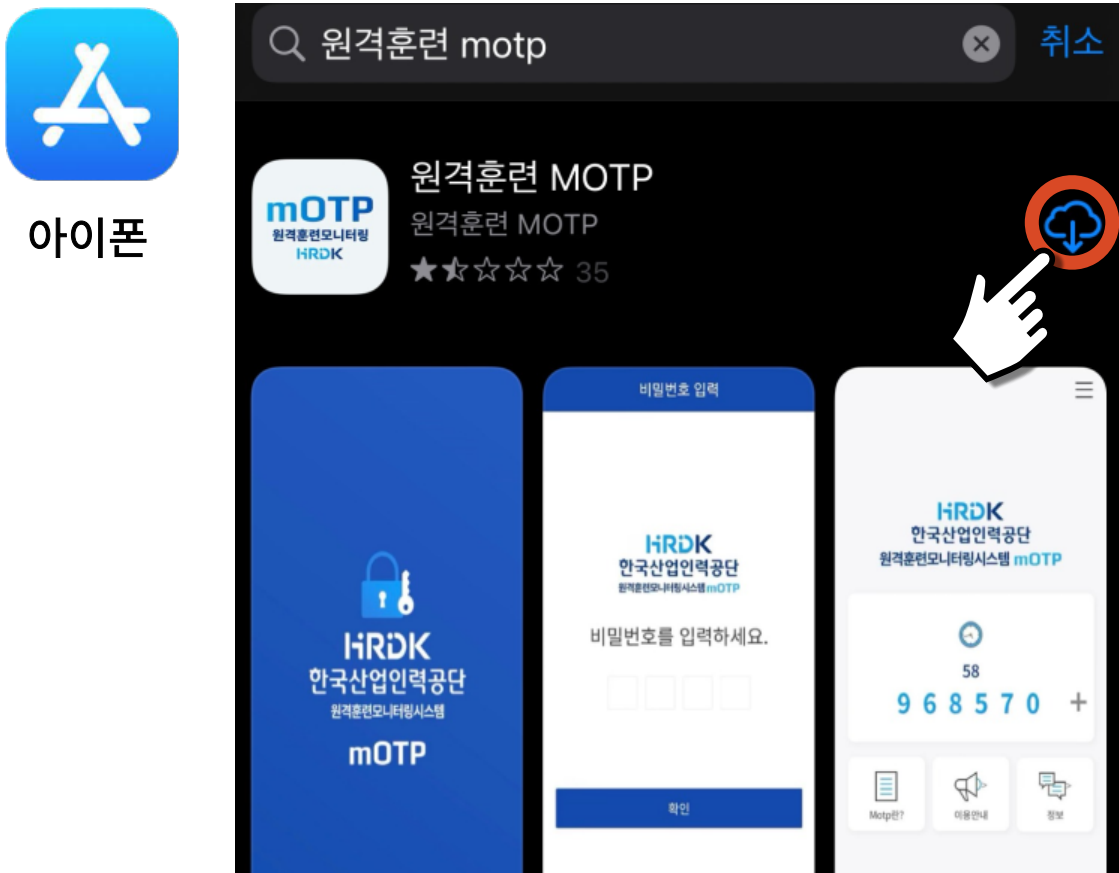 아이폰
원격훈련 motp
취소
mOTP
원격훈련모니터링
HRDK
원격훈련 MOTP
원격훈련 MOTP
35
HRDK
한국산업인력공단
원격훈련모니터링시스템
mOTP
비밀번호 입력
HRDK
한국산업인력공단
원격훈련모니터링시스템 mOTP
비밀번호를 입력하세요.
확인
HRDK
한국산업인력공단
원격훈련모니터링시스템 mOTP
58
968570 +
Motp란?
이용안내
정보